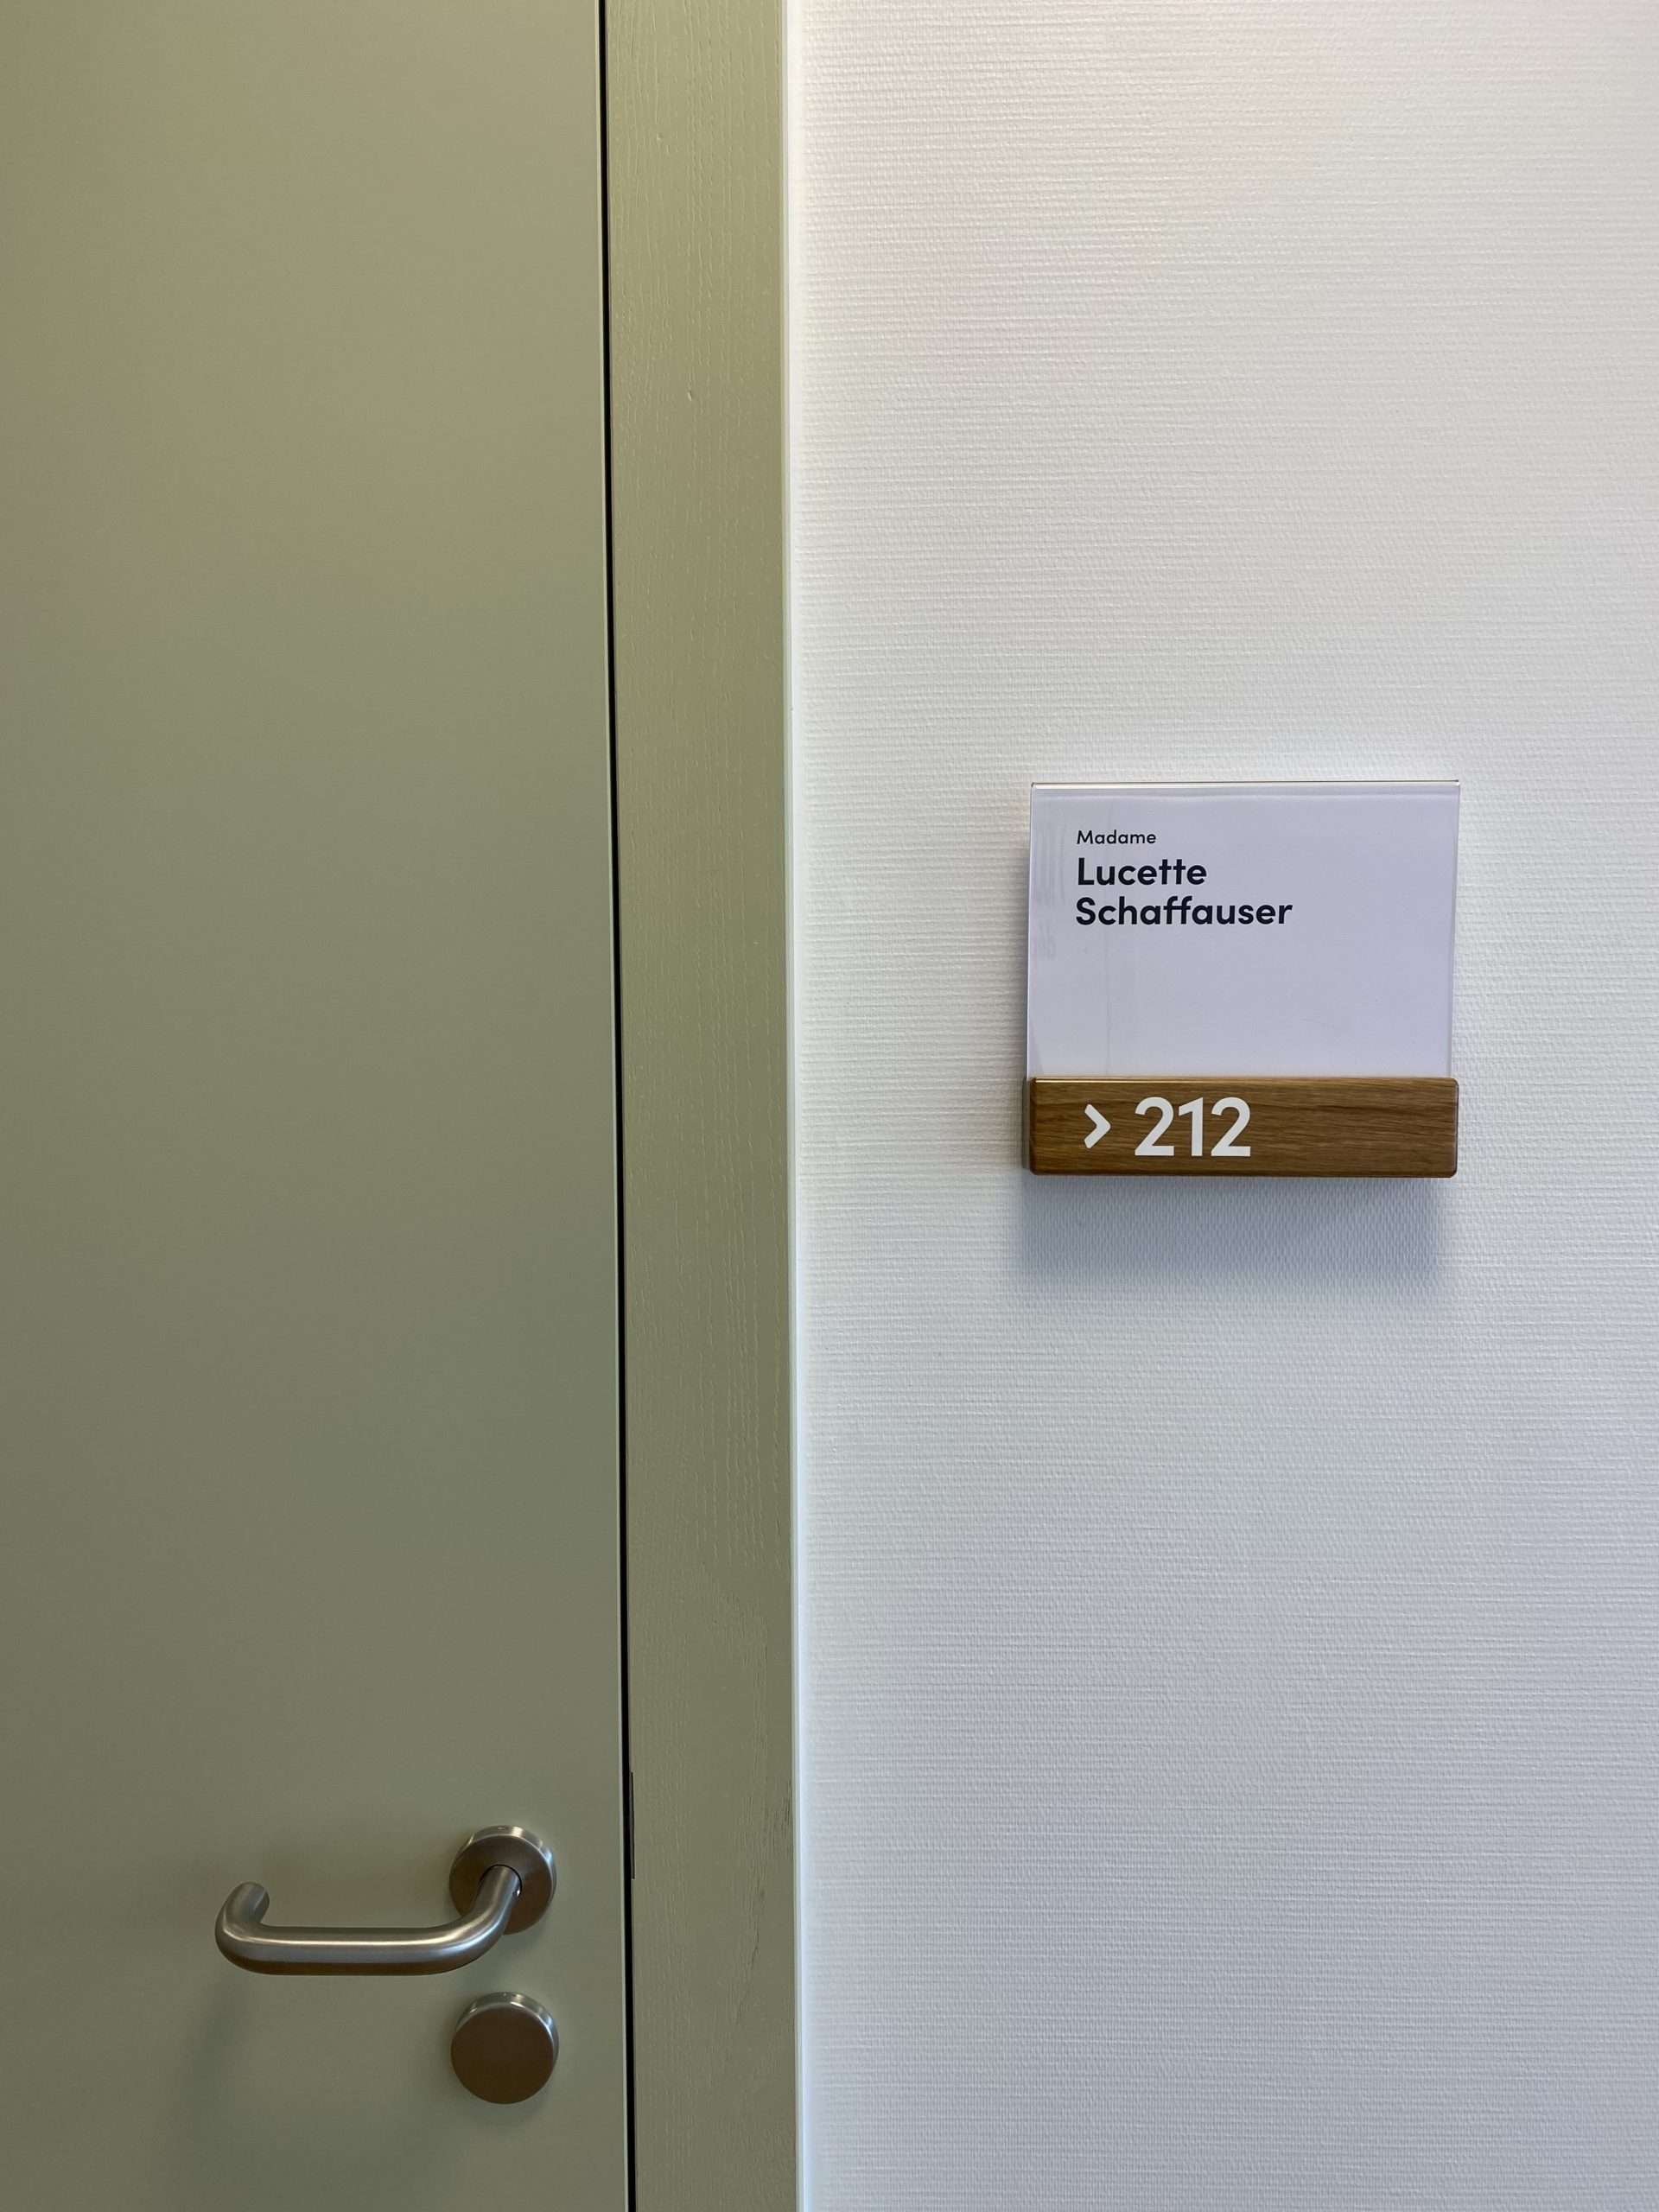 Madame
Lucette
Schaffauser
> 212